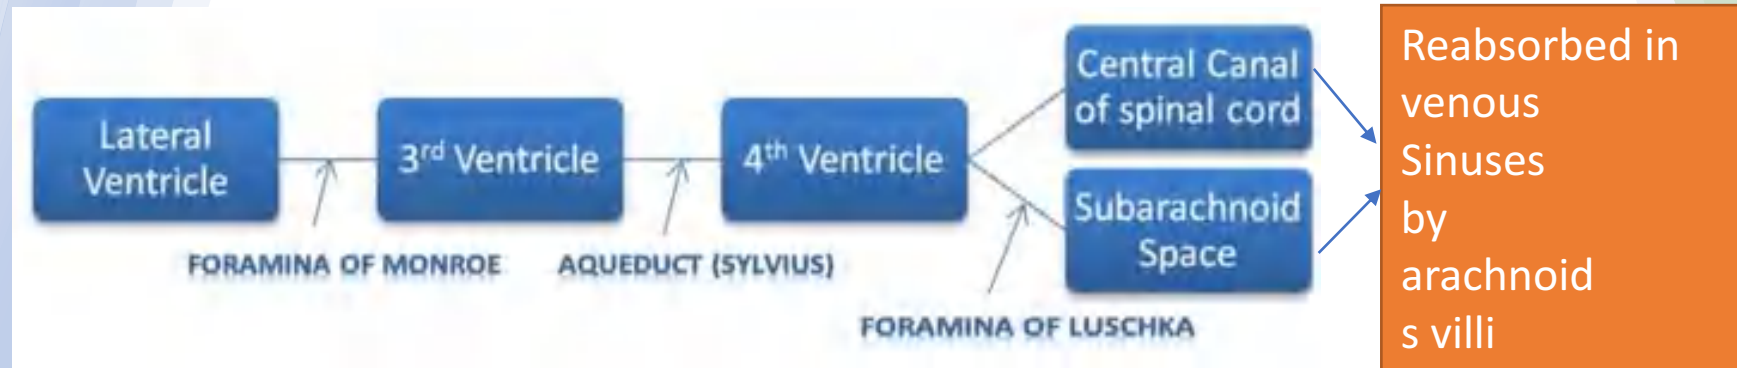 Lateral
Ventricle
FORAMINA OF MONROE
3rd Ventricle
AQUEDUCT (SYLVIUS)
4th Ventricle
FORAMINA OF LUSCHKA
Central Canal
of spinal cord
Subarachnoid
Space
Reabsorbed in
venous
Sinuses
by
arachnoid
s villi